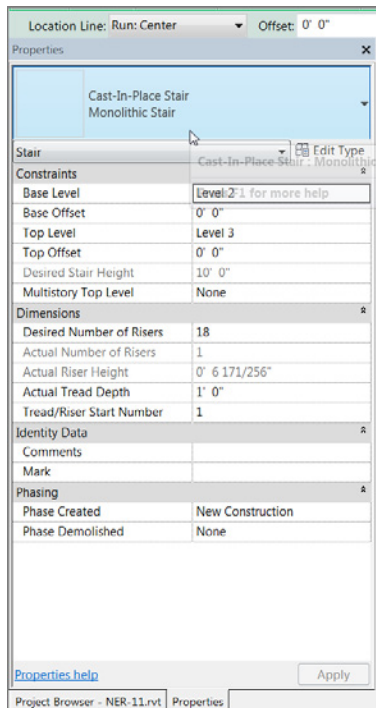 Location Line: Run: Center Offset: 0' 0"
Properties
Cast-In-Place Stair
Monolithic Stair
Stair Edit Type
Cast-In-Place Stair : Monolithic
Constraints
Base Level Level 2 F1 for more help
Base Offset 0' 0"
Top Level Level 3
Top Offset 0' 0"
Desired Stair Height 10' 0"
Multistory Top Level None
Dimensions
Desired Number of Risers 18
Actual Number of Risers 1
Actual Riser Height 0' 6 171/256"
Actual Tread Depth 1' 0"
Tread/Riser Start Number 1
Identity Data
Comments
Mark
Phasing
Phase Created New Construction
Phase Demolished None
Properties help Apply
Project Browser - NER-11.rvt Properties